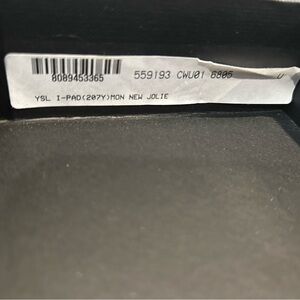 8089453365 559193 CWU01 6805 U
YSL I-PAD(207Y)MON NEW JOLIE